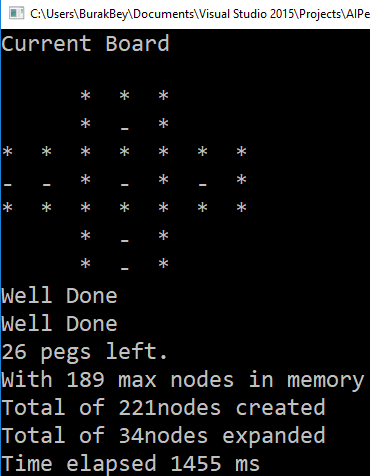 C:\Users\BurakBey\Documents\Visual Studio 2015\Projects\AIPe
Current Board
* * *
* - *
* * * * * * *
- - * - * - *
* * * * * * *
* - *
* - *
Well Done
Well Done
26 pegs left.
With 189 max nodes in memory
Total of 221nodes created
Total of 34nodes expanded
Time elapsed 1455 ms